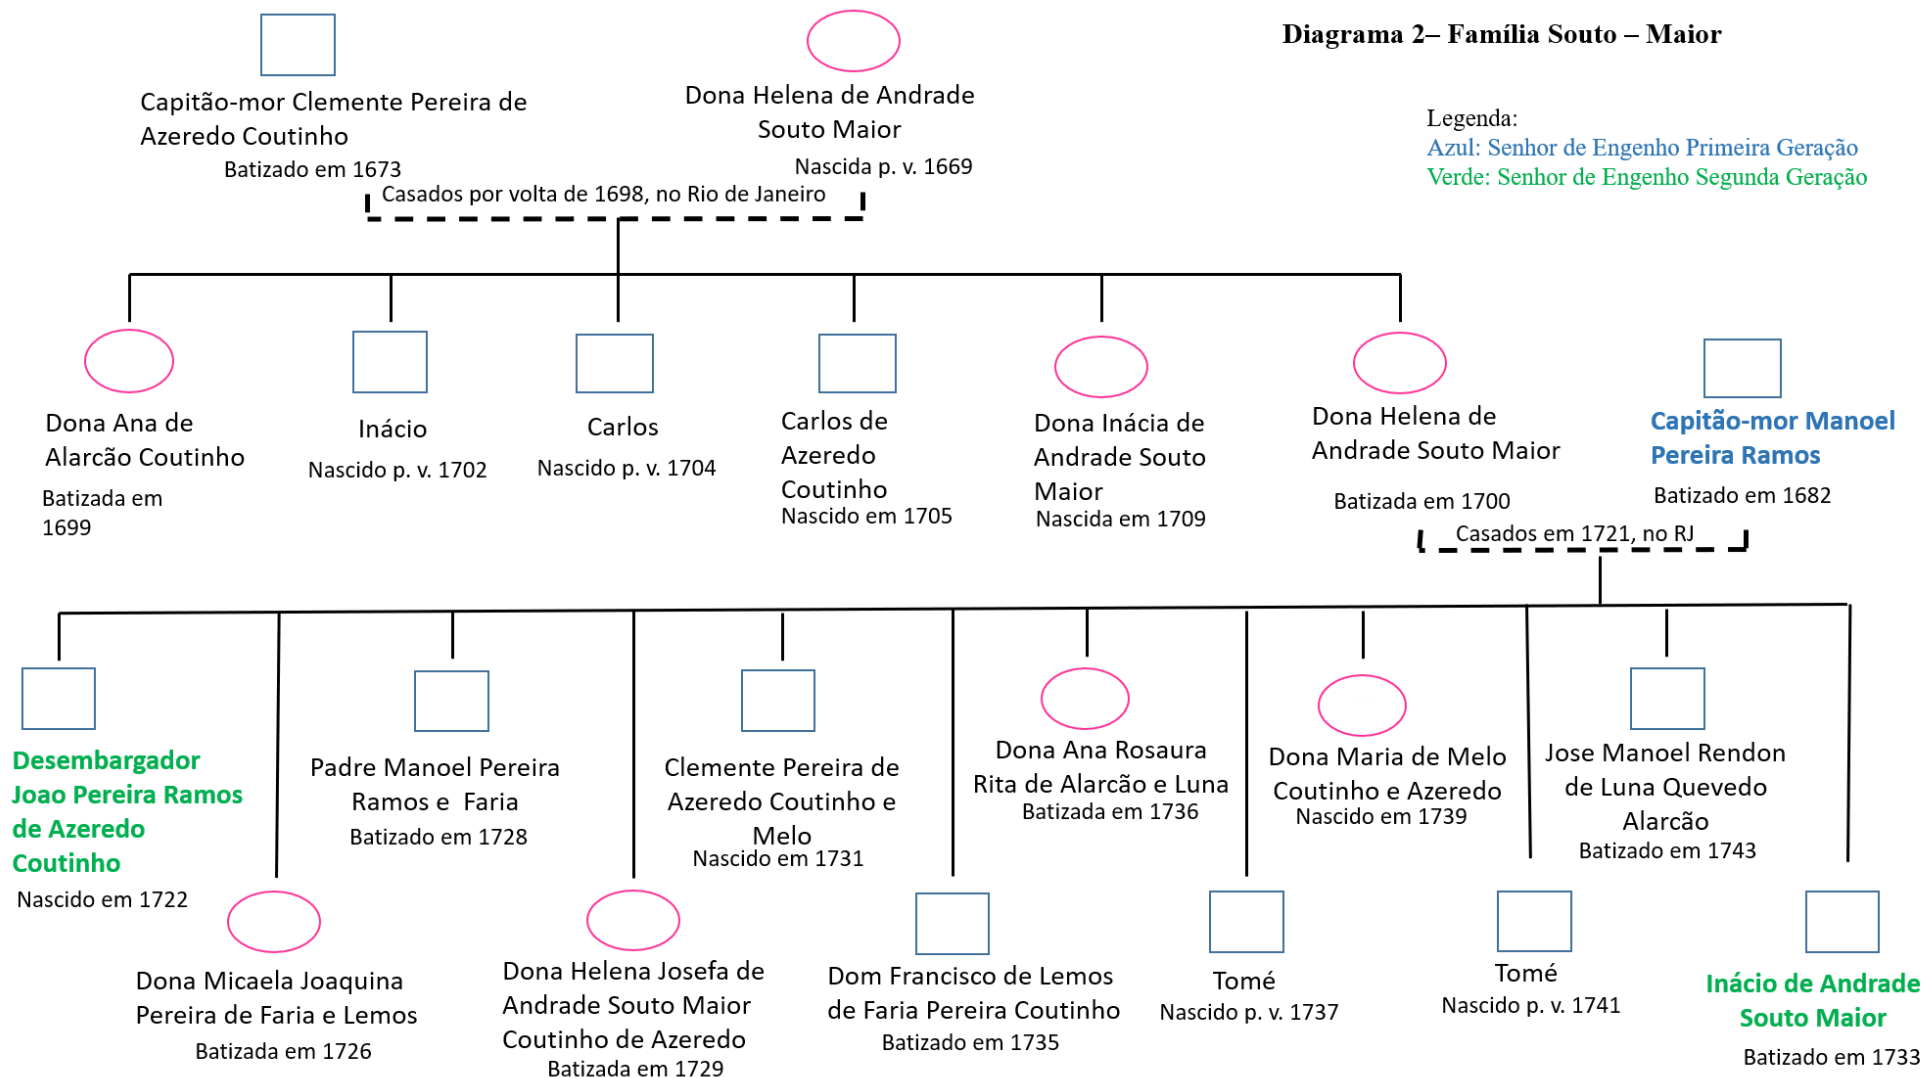 Diagrama 2– Família Souto – Maior
Legenda:
Azul: Senhor de Engenho Primeira Geração
Verde: Senhor de Engenho Segunda Geração
Capitão-mor Clemente Pereira de
Azeredo Coutinho
Batizado em 1673
Dona Helena de Andrade
Souto Maior
Nascida p. v. 1669
Casados por volta de 1698, no Rio de Janeiro
Dona Ana de
Alarcão Coutinho
Batizada em
1699
Inácio
Nascido p. v. 1702
Carlos
Nascido p. v. 1704
Carlos de
Azeredo
Coutinho
Nascido em 1705
Dona Inácia de
Andrade Souto
Maior
Nascida em 1709
Dona Helena de
Andrade Souto Maior
Batizada em 1700
Capitão-mor Manoel
Pereira Ramos
Batizado em 1682
Casados em 1721, no RJ
Desembargador
Joao Pereira Ramos
de Azeredo
Coutinho
Nascido em 1722
Dona Micaela Joaquina
Pereira de Faria e Lemos
Batizada em 1726
Padre Manoel Pereira
Ramos e Faria
Batizado em 1728
Dona Helena Josefa de
Andrade Souto Maior
Coutinho de Azeredo
Batizada em 1729
Clemente Pereira de
Azeredo Coutinho e
Melo
Nascido em 1731
Dom Francisco de Lemos
de Faria Pereira Coutinho
Batizado em 1735
Dona Ana Rosaura
Rita de Alarcão e Luna
Batizada em 1736
Tomé
Nascido p. v. 1737
Dona Maria de Melo
Coutinho e Azeredo
Nascido em 1739
Tomé
Nascido p. v. 1741
Jose Manoel Rendon
de Luna Quevedo
Alarcão
Batizado em 1743
Inácio de Andrade
Souto Maior
Batizado em 1733